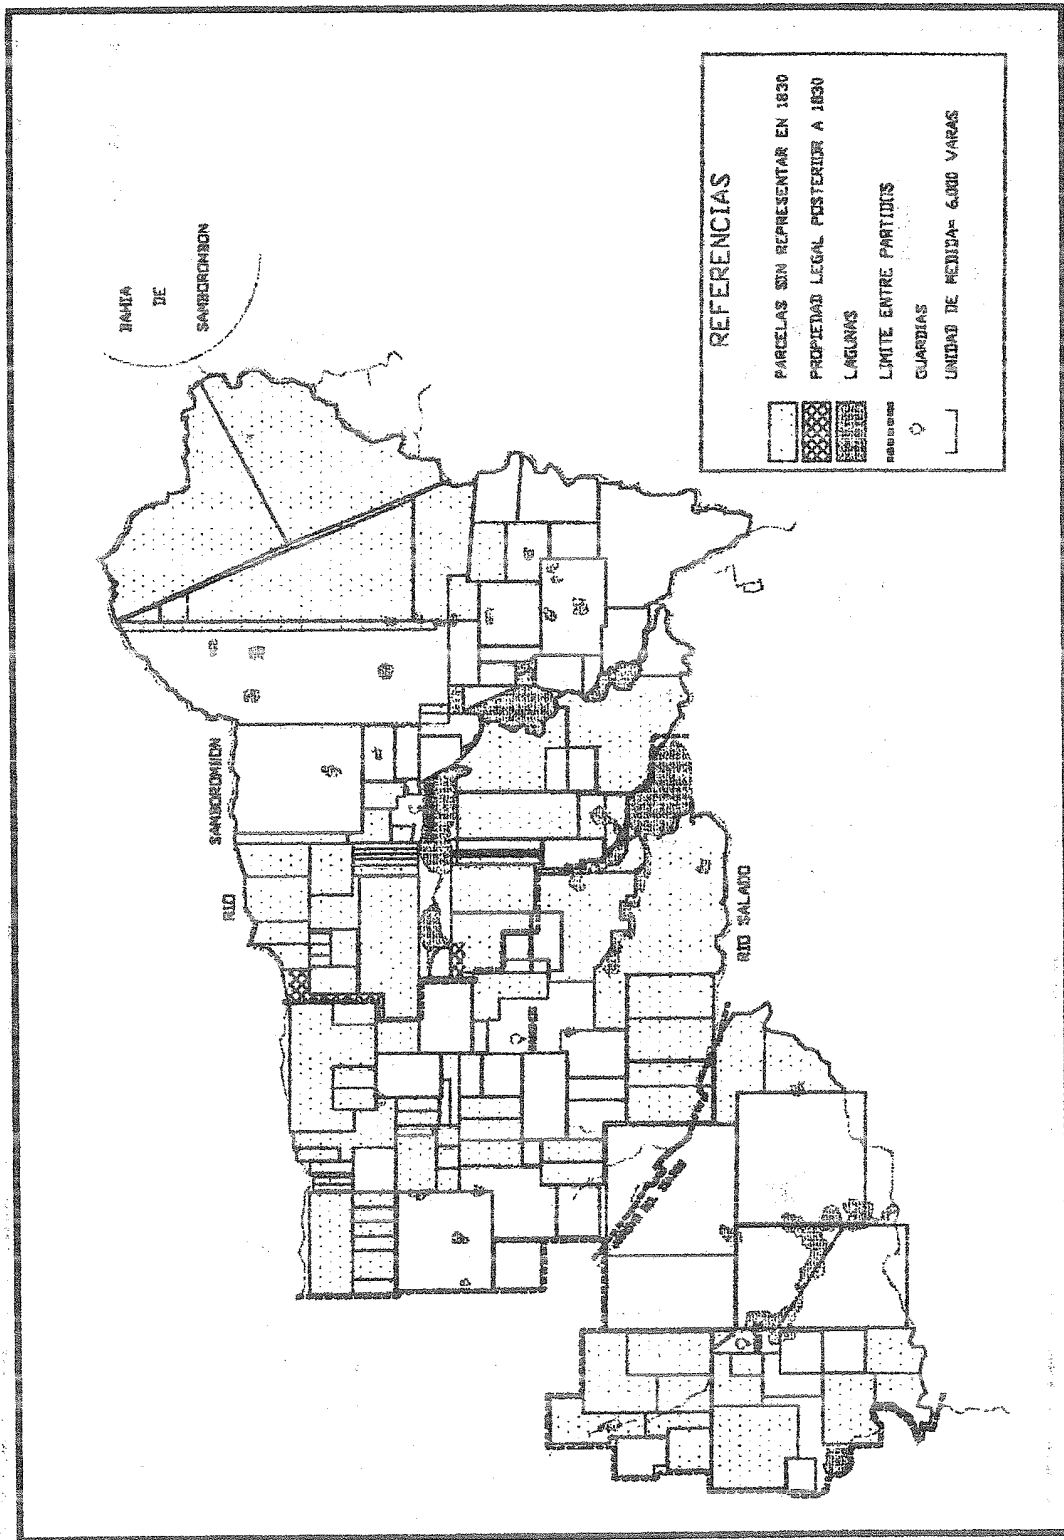 BAHIA
DE
SAMBOROMBON
SAMBOROMBON
RIO
RIO SALADO
REFERENCIAS
PARCELAS SIN REPRESENTAR EN 1830
PROPIEDAD LEGAL POSTERIOR A 1830
LAGUNAS
LIMITE ENTRE PARTIDOS
GUARDIAS
UNIDAD DE MEDIDA= 6.000 VARAS